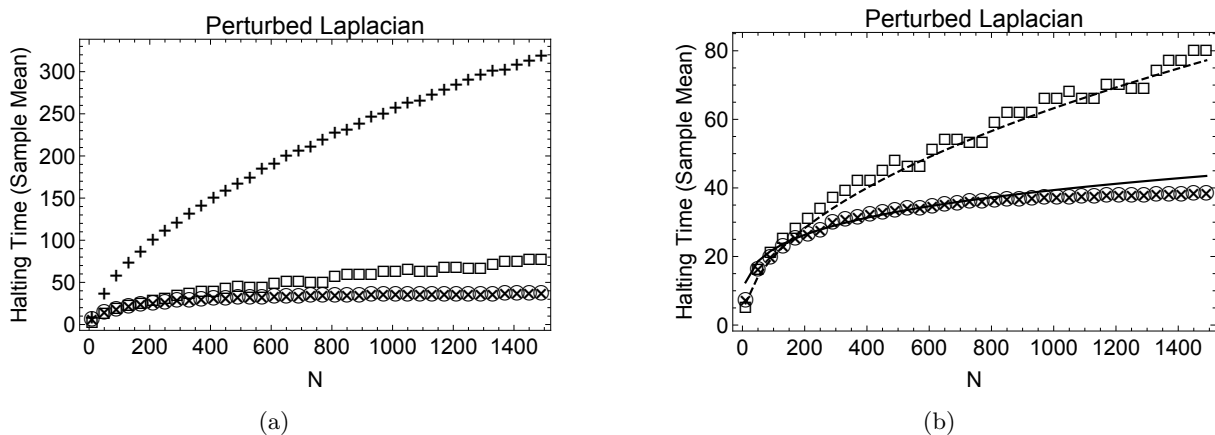 Perturbed Laplacian
Halting Time (Sample Mean)
300
250
200
150
100
50
0
0 200 400 600 800 1000 1200 1400
N
(a)
Perturbed Laplacian
Halting Time (Sample Mean)
80
60
40
20
0
0 200 400 600 800 1000 1200 1400
N
(b)